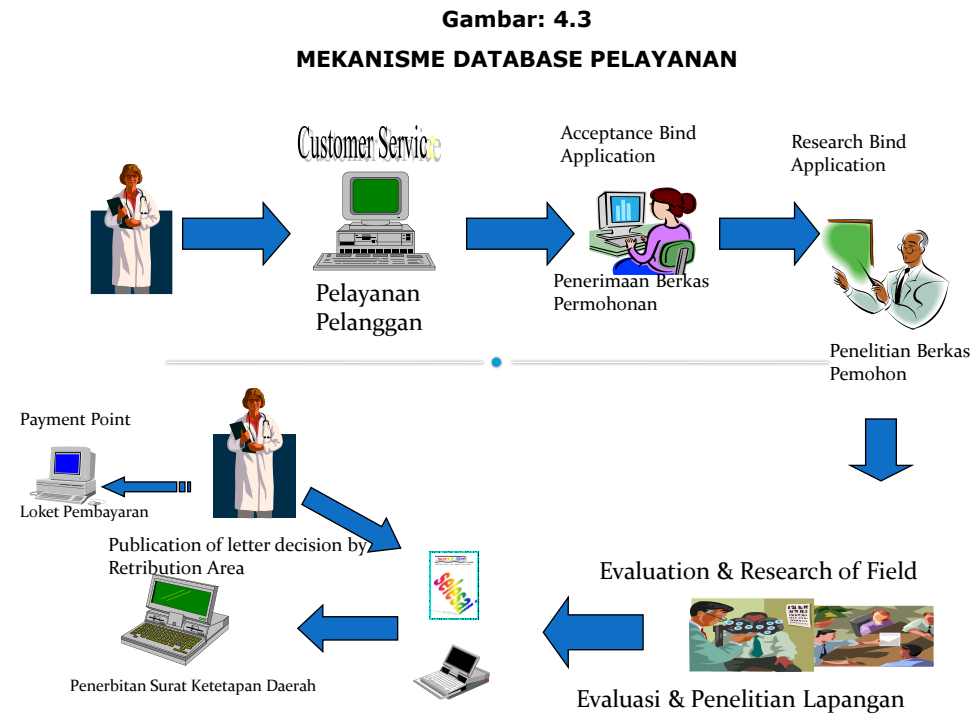 Gambar: 4.3
MEKANISME DATABASE PELAYANAN
Customer Service
Pelayanan
Pelanggan
Acceptance Bind
Application
Penerimaan Berkas
Permohonan
Research Bind
Application
Penelitian Berkas
Pemohon
Payment Point
Loket Pembayaran
Publication of letter decision by
Retribution Area
Penerbitan Surat Ketetapan Daerah
selesai
Evaluation & Research of Field
Evaluasi & Penelitian Lapangan